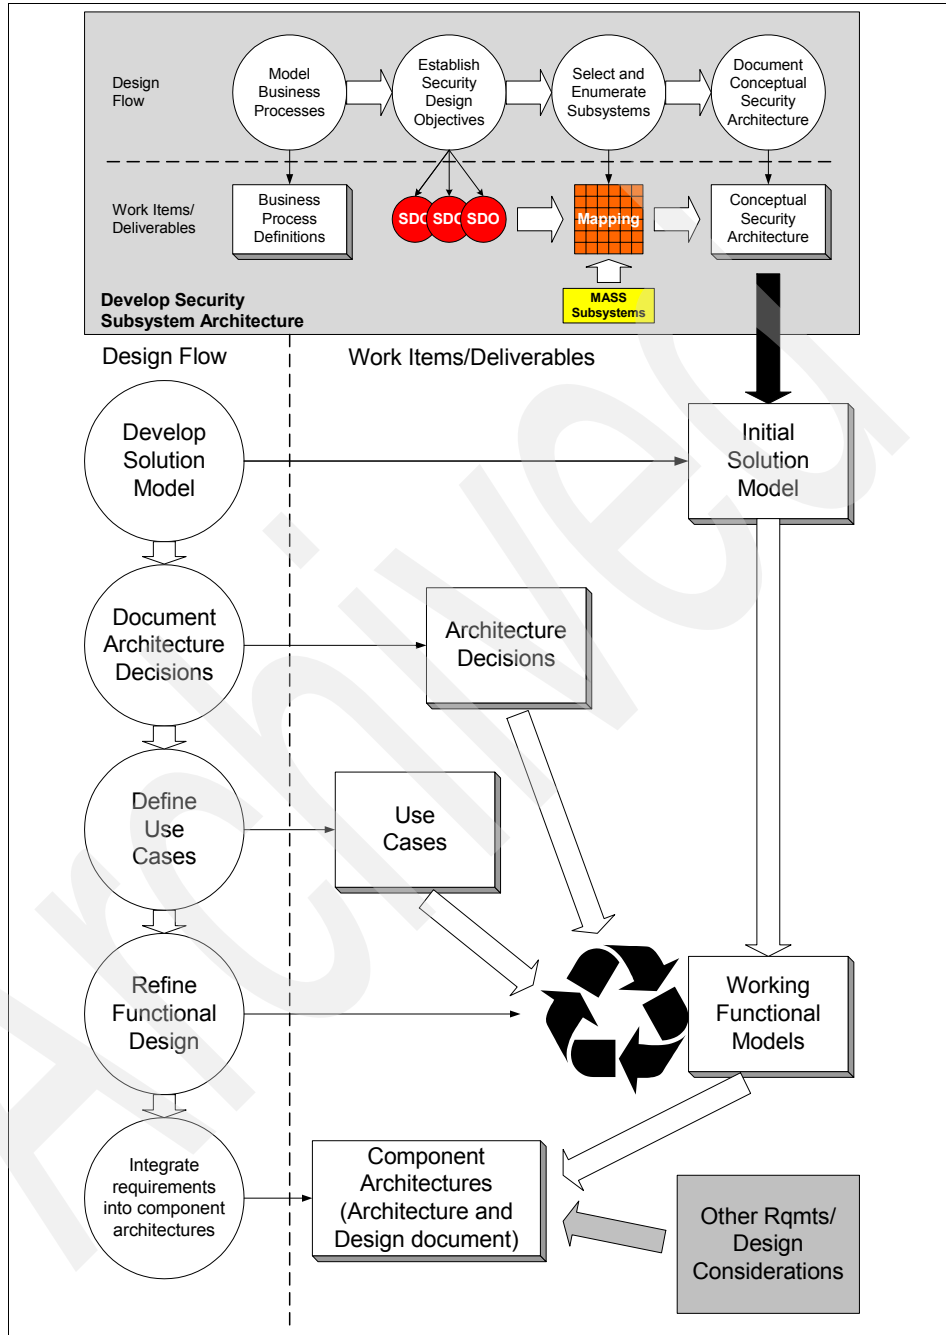 Design
Flow
Model
Business
Processes
Establish
Security
Design
Objectives
Select and
Enumerate
Subsystems
Document
Conceptual
Security
Architecture
Work Items/
Deliverables
Business
Process
Definitions
SDO
SDO
SDO
Mapping
Conceptual
Security
Architecture
MASS
Subsystems
Develop Security
Subsystem Architecture
Design Flow
Work Items/Deliverables
Develop
Solution
Model
Initial
Solution
Model
Document
Architecture
Decisions
Architecture
Decisions
Define
Use
Cases
Use
Cases
Refine
Functional
Design
Working
Functional
Models
Integrate
requirements
into component
architectures
Component
Architectures
(Architecture and
Design document)
Other Rqmts/
Design
Considerations
Archived